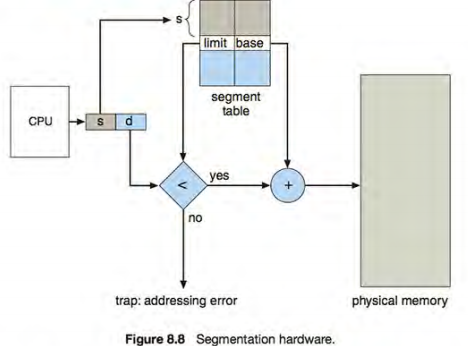 s
limit base
segment
table
CPU
s d
<
yes
+
no
trap: addressing error
physical memory
Figure 8.8 Segmentation hardware.